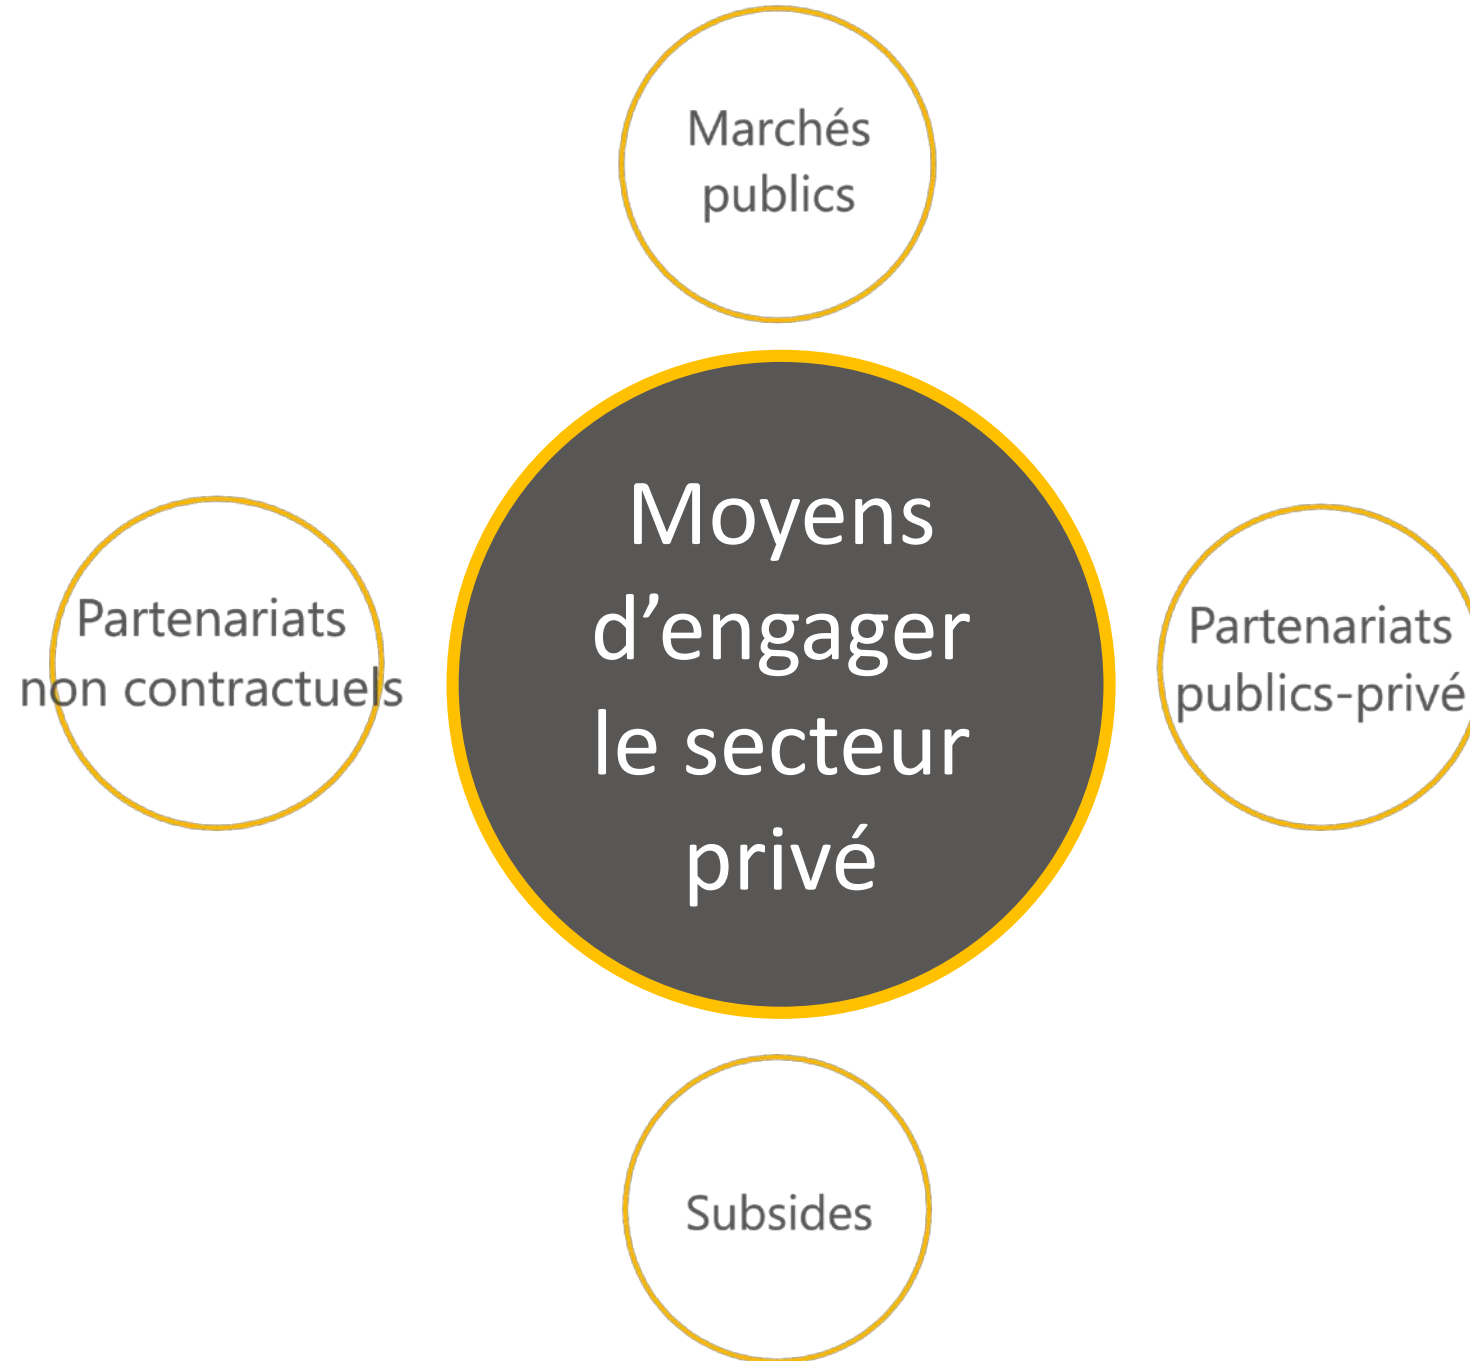 Marchés
publics
Moyens
d’engager
le secteur
privé
Partenariats
non contractuels
Partenariats
publics-privé
Subsides